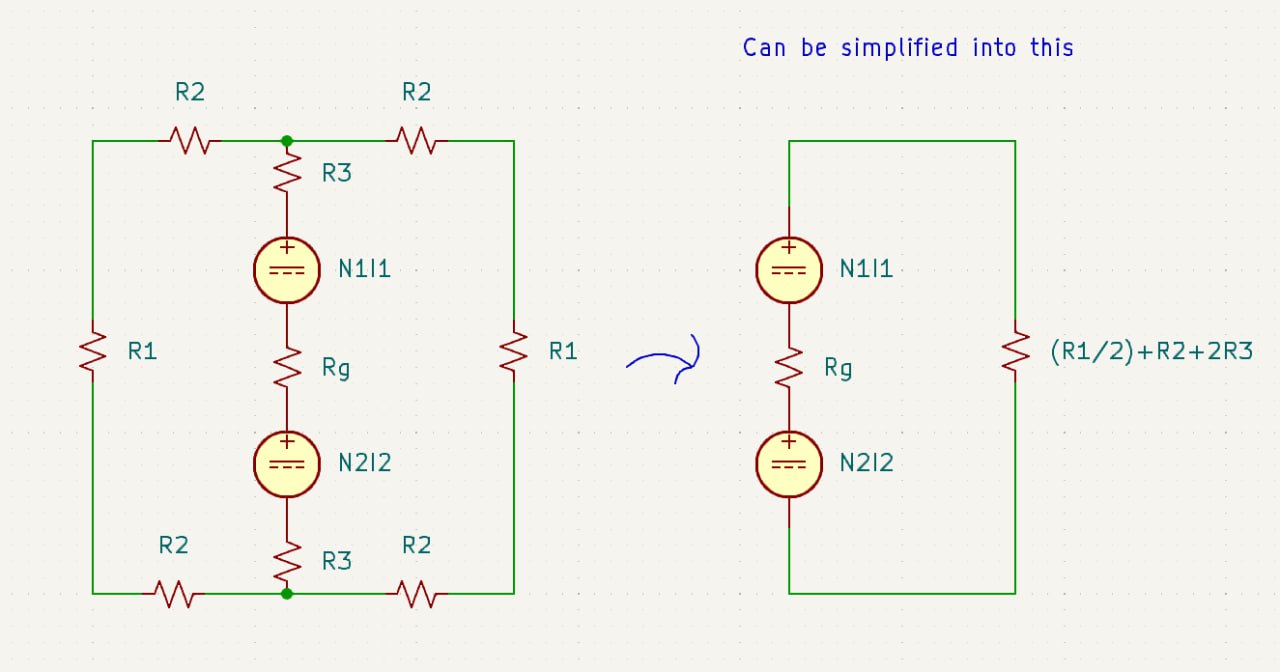 Can be simplified into this
R2
R2
R3
N1I1
R1
Rg
R1
N2I2
R2
R3
R2
N1I1
Rg
(R1/2)+R2+2R3
N2I2